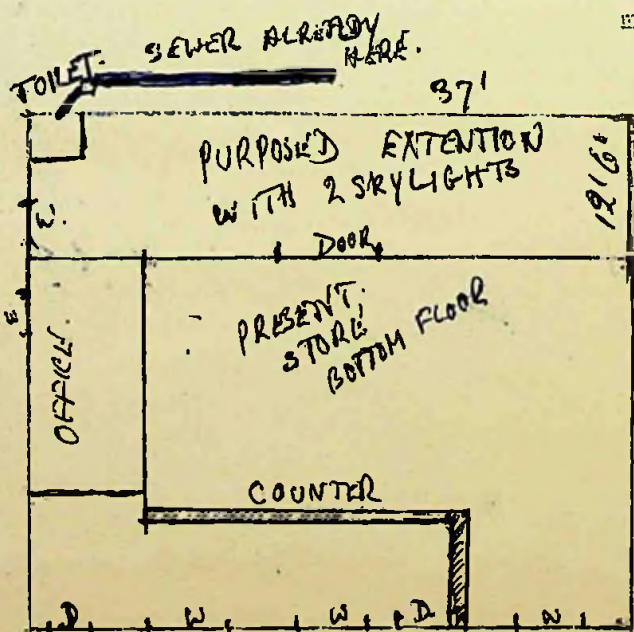 TOILET.
SEWER ALREADY
HERE.
37'
PURPOSED EXTENTION
WITH 2 SKYLIGHTS
12'6"
W.
DOOR
W
OFFICE.
PRESENT.
STORE
BOTTOM FLOOR
COUNTER
D W W D W